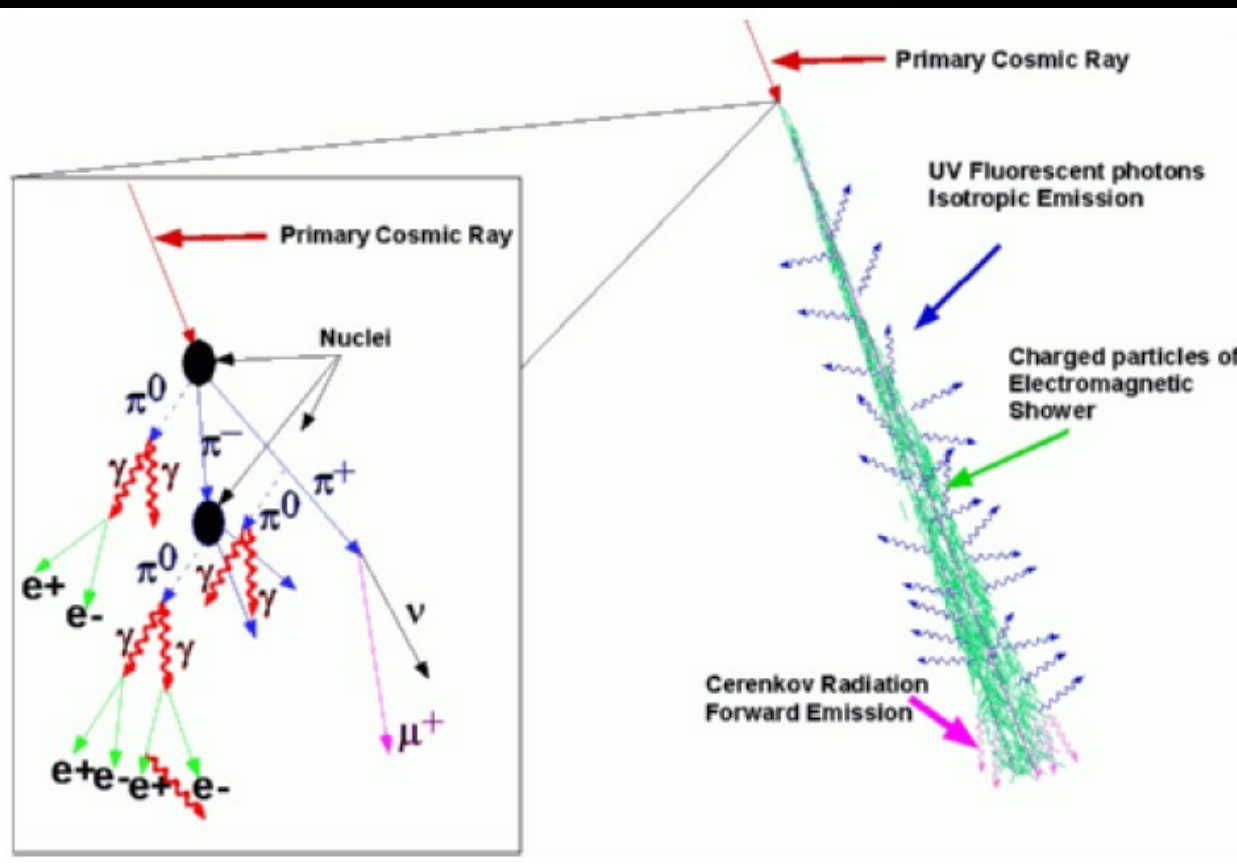 Primary Cosmic Ray
UV Fluorescent photons
Isotropic Emission
Charged particles of
Electromagnetic
Shower
Cerenkov Radiation
Forward Emission
Primary Cosmic Ray
Nuclei
π0
π-
π+
γ
γ
π0
π0
γ
γ
e+
e-
γ
γ
ν
μ+
e+
e-
e+
e-